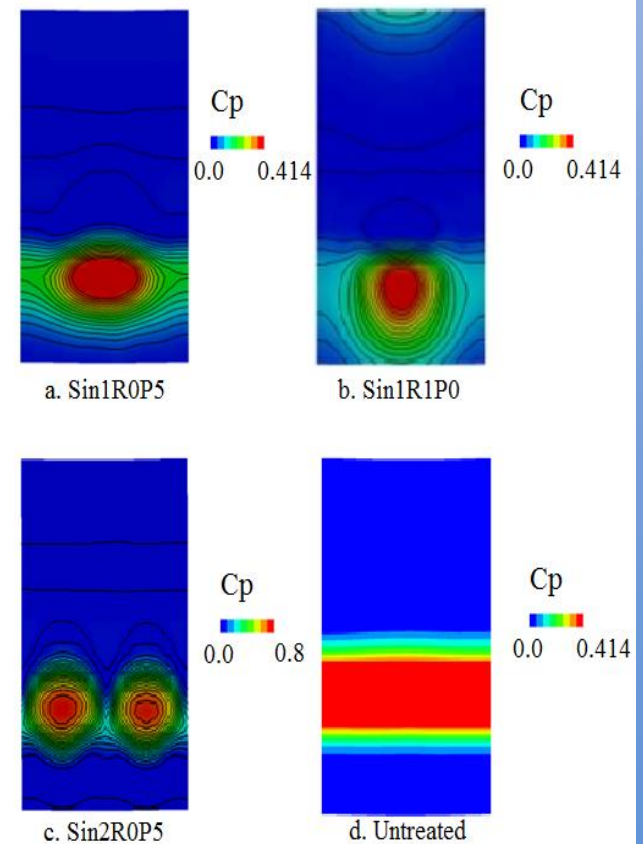 Cp
0.0 0.414
a. Sin1R0P5
Cp
0.0 0.414
b. Sin1R1P0
Cp
0.0 0.8
c. Sin2R0P5
Cp
0.0 0.414
d. Untreated